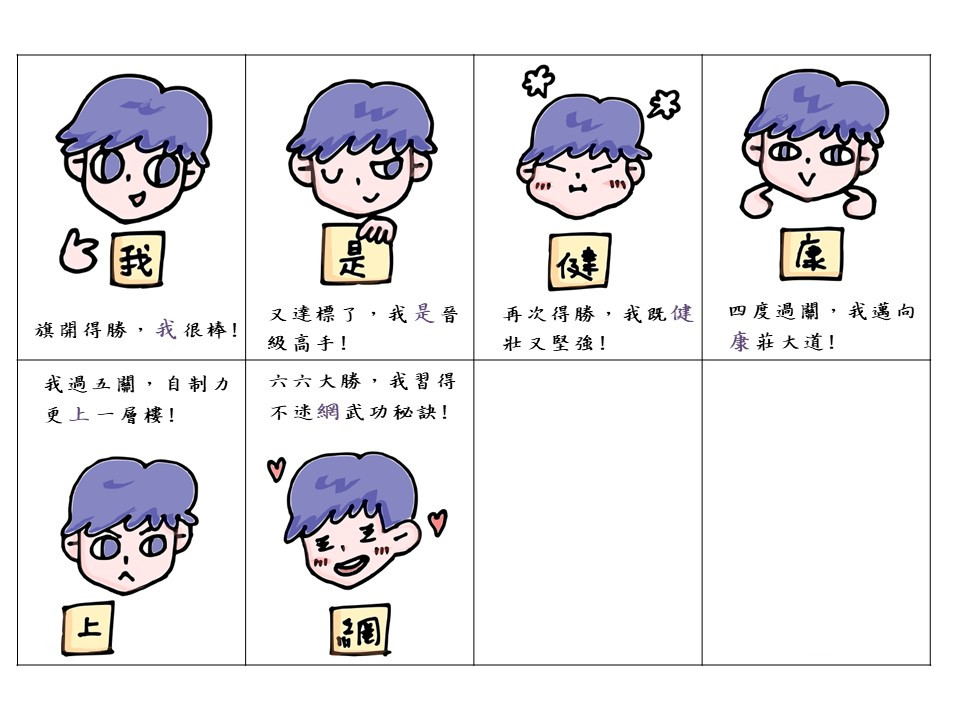 我
旗開得勝，我很棒!
是
又達標了，我是晉
級高手!
健
再次得勝，我既健
壯又堅強!
康
四度過關，我邁向
康莊大道!
我過五關，自制力
更上一層樓!
上
六六大勝，我習得
不迷網武功秘訣!
網